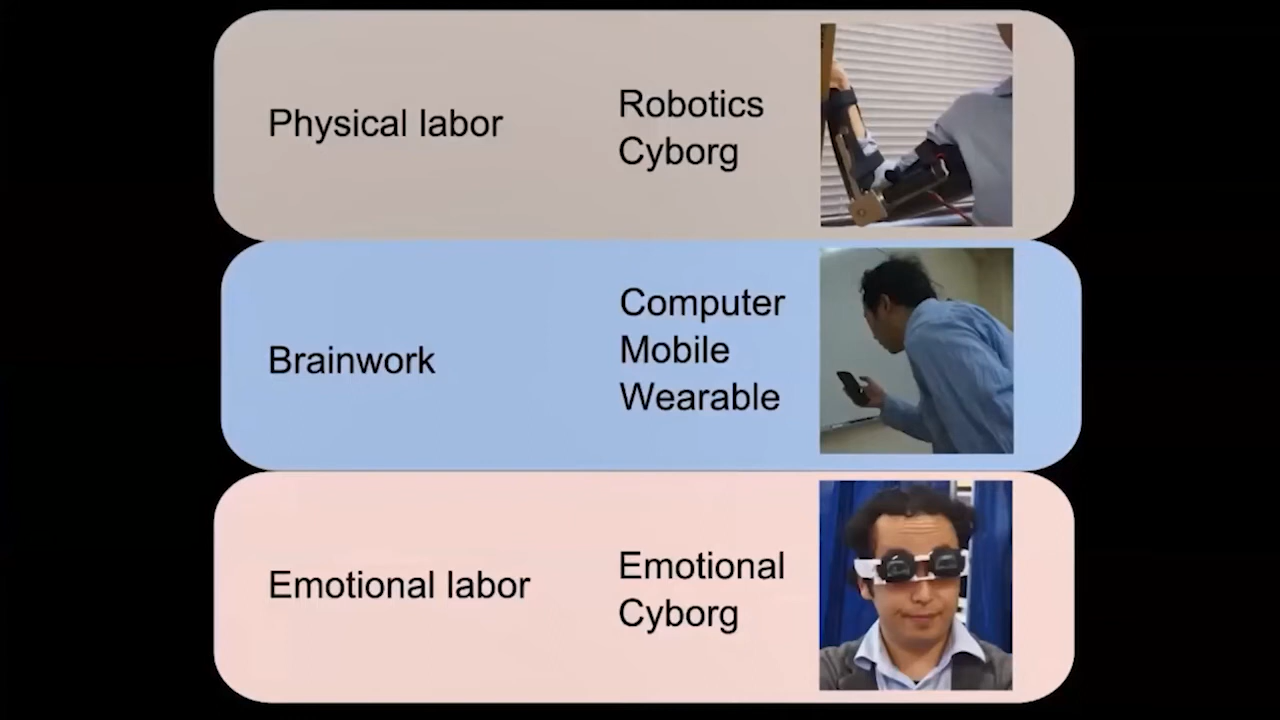 Physical labor
Robotics
Cyborg
Brainwork
Computer
Mobile
Wearable
Emotional labor
Emotional
Cyborg